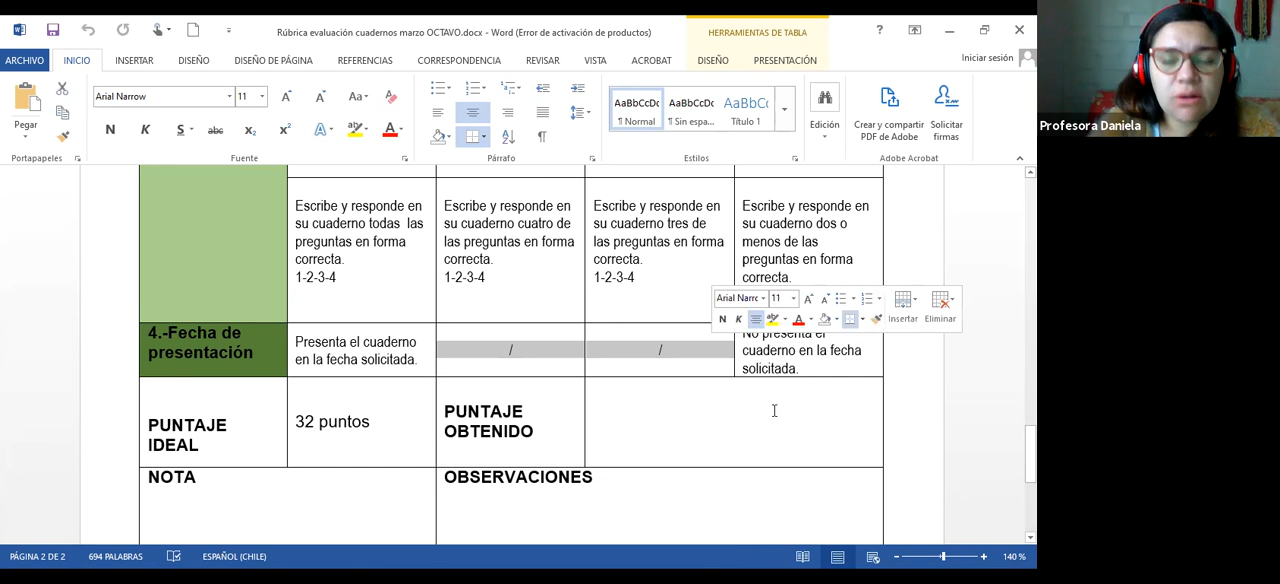 Rúbrica evaluación cuadernos marzo OCTAVO.docx - Word (Error de activación de productos)
HERRAMIENTAS DE TABLA
?
ARCHIVO INICIO INSERTAR DISEÑO DISEÑO DE PÁGINA REFERENCIAS CORRESPONDENCIA REVISAR VISTA ACROBAT DISEÑO PRESENTACIÓN Iniciar sesión
Pegar
Arial Narrow 11
Aa
N K S abc x₂ x² A
AaBbCcDc AaBbCcDc AaBbC
¶ Normal ¶ Sin espa... Título 1
Edición
Crear y compartir
PDF de Adobe
Solicitar
firmas
Portapapeles Fuente Párrafo Estilos Adobe Acrobat
Profesora Daniela
Escribe y responde en
su cuaderno todas las
preguntas en forma
correcta.
1-2-3-4
Escribe y responde en
su cuaderno cuatro de
las preguntas en forma
correcta.
1-2-3-4
Escribe y responde en
su cuaderno tres de
las preguntas en forma
correcta.
1-2-3-4
Escribe y responde en
su cuaderno dos o
menos de las
preguntas en forma
correcta.
Arial Narro 11
N K
Insertar Eliminar
4.-Fecha de
presentación
Presenta el cuaderno
en la fecha solicitada.
/
/
No presenta el
cuaderno en la fecha
solicitada.
PUNTAJE
IDEAL
32 puntos
PUNTAJE
OBTENIDO
NOTA
OBSERVACIONES
PÁGINA 2 DE 2 694 PALABRAS ESPAÑOL (CHILE) 140 %